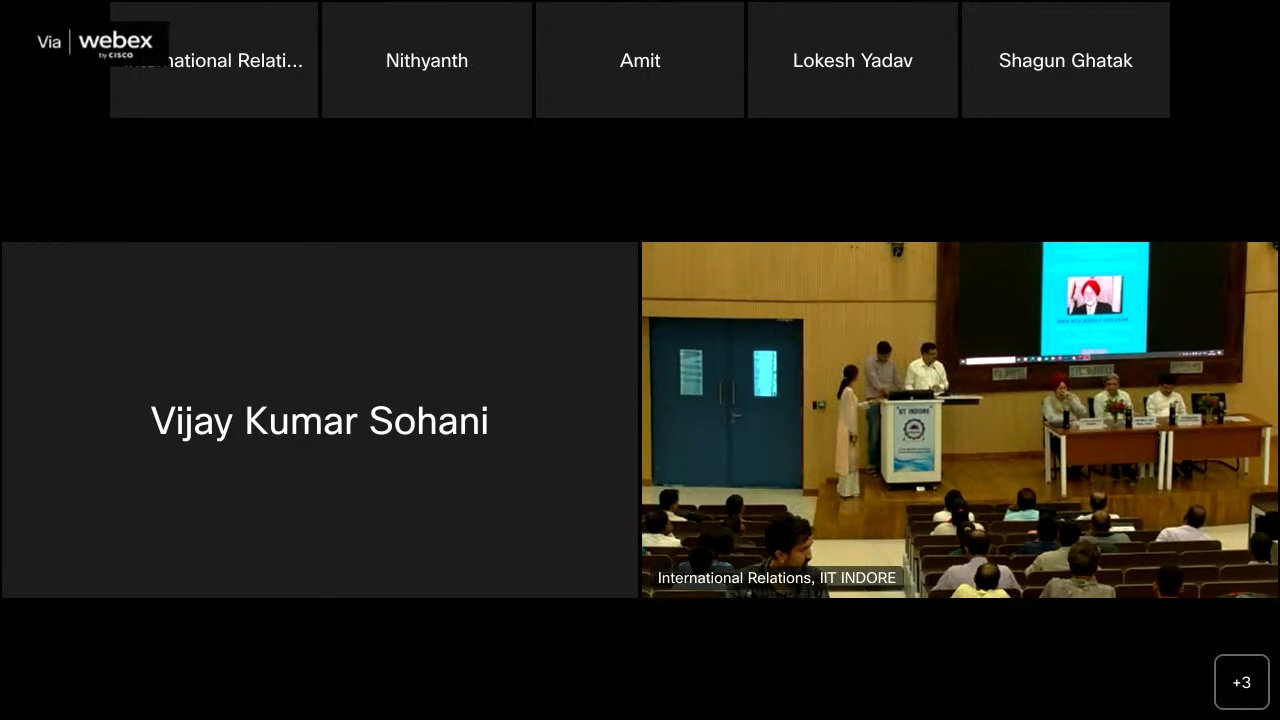 Via | webex
by CISCO
ternational Relati...
Nithyanth
Amit
Lokesh Yadav
Shagun Ghatak
Vijay Kumar Sohani
IIT INDORE
International Relations, IIT INDORE
+3